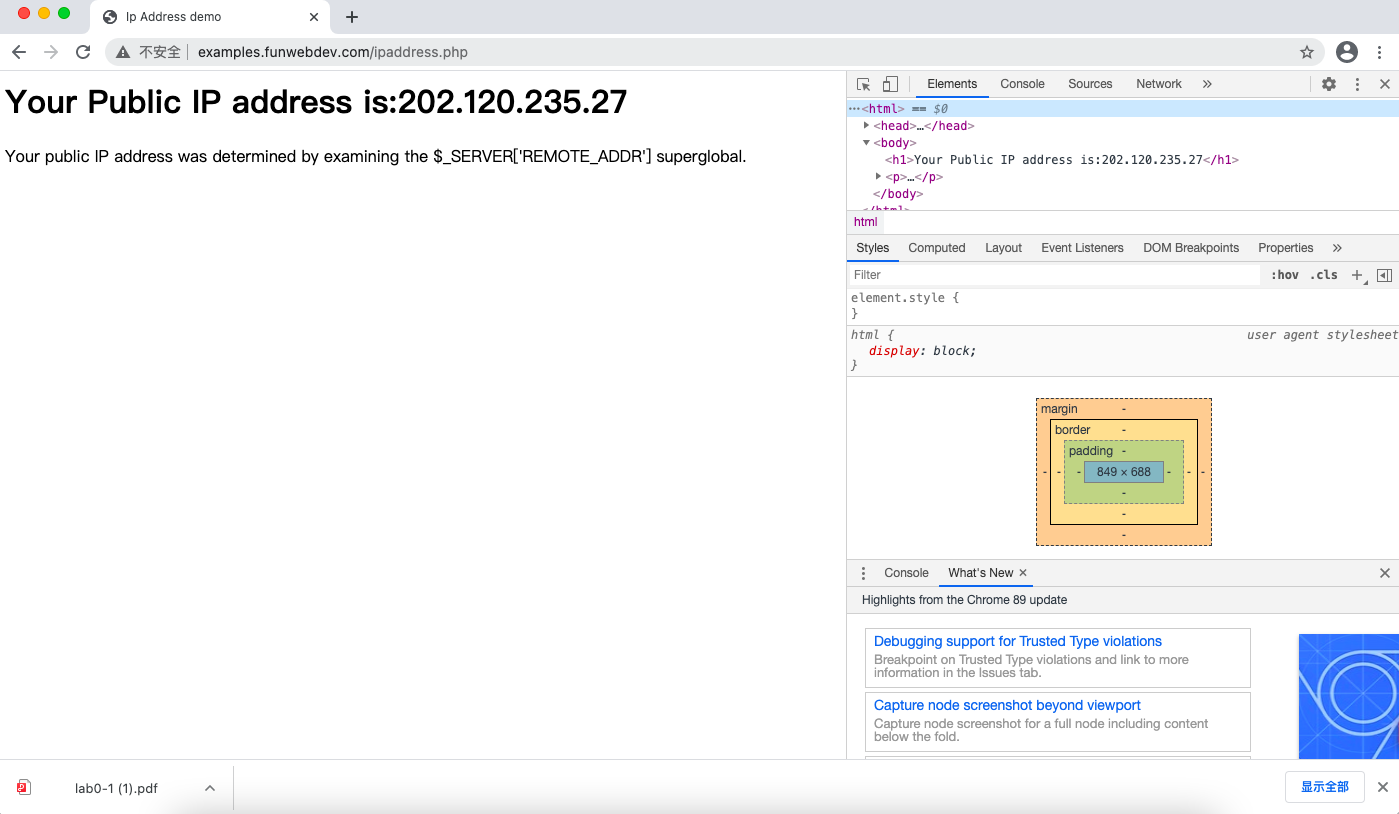 Ip Address demo
不安全 examples.funwebdev.com/ipaddress.php
Your Public IP address is:202.120.235.27
Your public IP address was determined by examining the $_SERVER['REMOTE_ADDR'] superglobal.
Elements Console Sources Network »
…<html> == $0
<head>…</head>
<body>
<h1>Your Public IP address is:202.120.235.27</h1>
<p>…</p>
</body>
</html>
html
Styles Computed Layout Event Listeners DOM Breakpoints Properties »
Filter :hov .cls +
element.style {
}
html { user agent stylesheet
display: block;
}
margin -
border -
padding -
- - - 849 × 688 - - -
-
-
-
Console What's New ×
Highlights from the Chrome 89 update
Debugging support for Trusted Type violations
Breakpoint on Trusted Type violations and link to more
information in the Issues tab.
Capture node screenshot beyond viewport
Capture node screenshot for a full node including content
below the fold.
lab0-1 (1).pdf
显示全部